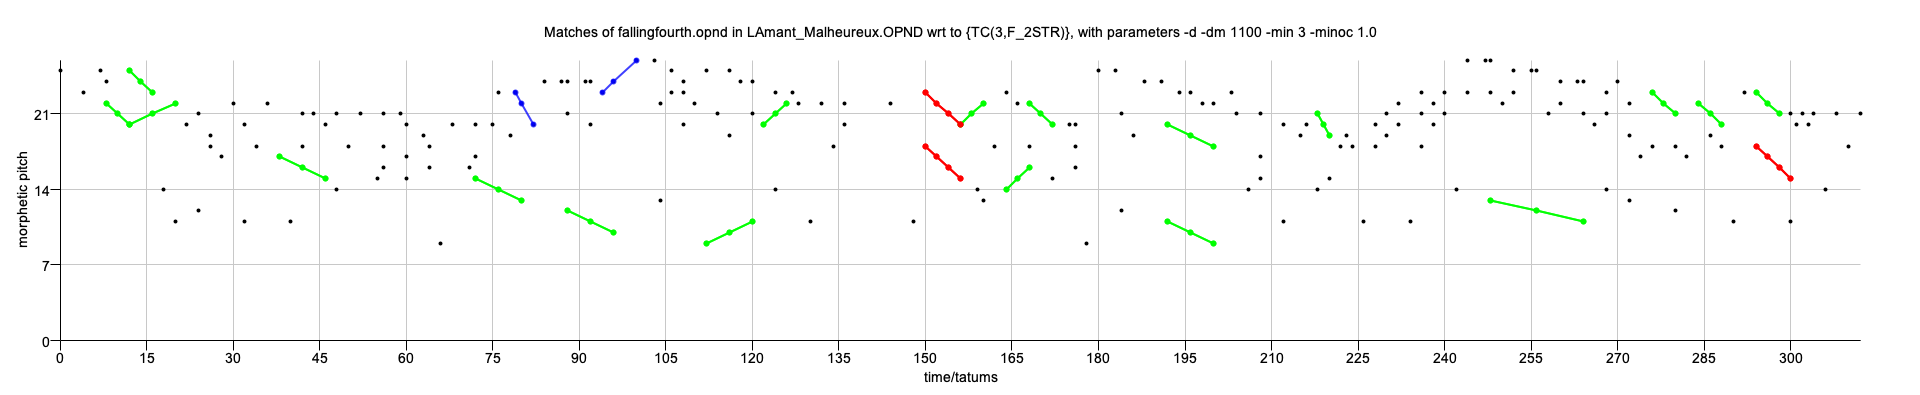 Matches of fallingfourth.opnd in LAmant_Malheureux.OPND wrt to {TC(3,F_2STR)}, with parameters -d -dm 1100 -min 3 -minoc 1.0
morphetic pitch
21
14
7
0
0 15 30 45 60 75 90 105 120 135 150 165 180 195 210 225 240 255 270 285 300
time/tatums